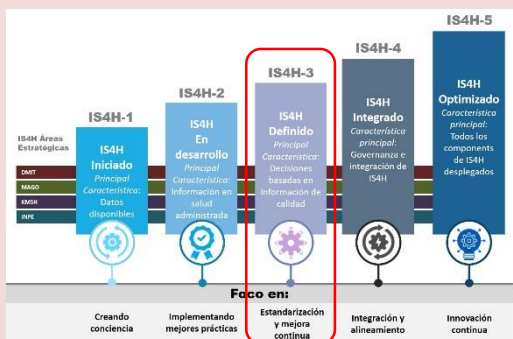 IS4H-1
IS4H-2
IS4H-3
IS4H-4
IS4H-5
IS4H Áreas
Estratégicas
DMIT
MAGO
KMSH
INPE
IS4H
Iniciado
Principal
Característica:
Datos
disponibles
IS4H
En
desarrollo
Principal
Característica:
Información en
salud
administrada
IS4H
Definido
Principal
Característica:
Decisiones
basadas en
Información de
calidad
IS4H
Integrado
Característica
principal:
Governanza e
integración de
IS4H
IS4H
Optimizado
Característica
principal:
Todos los
components
de IS4H
desplegados
Foco en:
Creando
conciencia
Implementando
mejores prácticas
Estandarización
y mejora
continua
Integración y
alineamiento
Innovación
continua